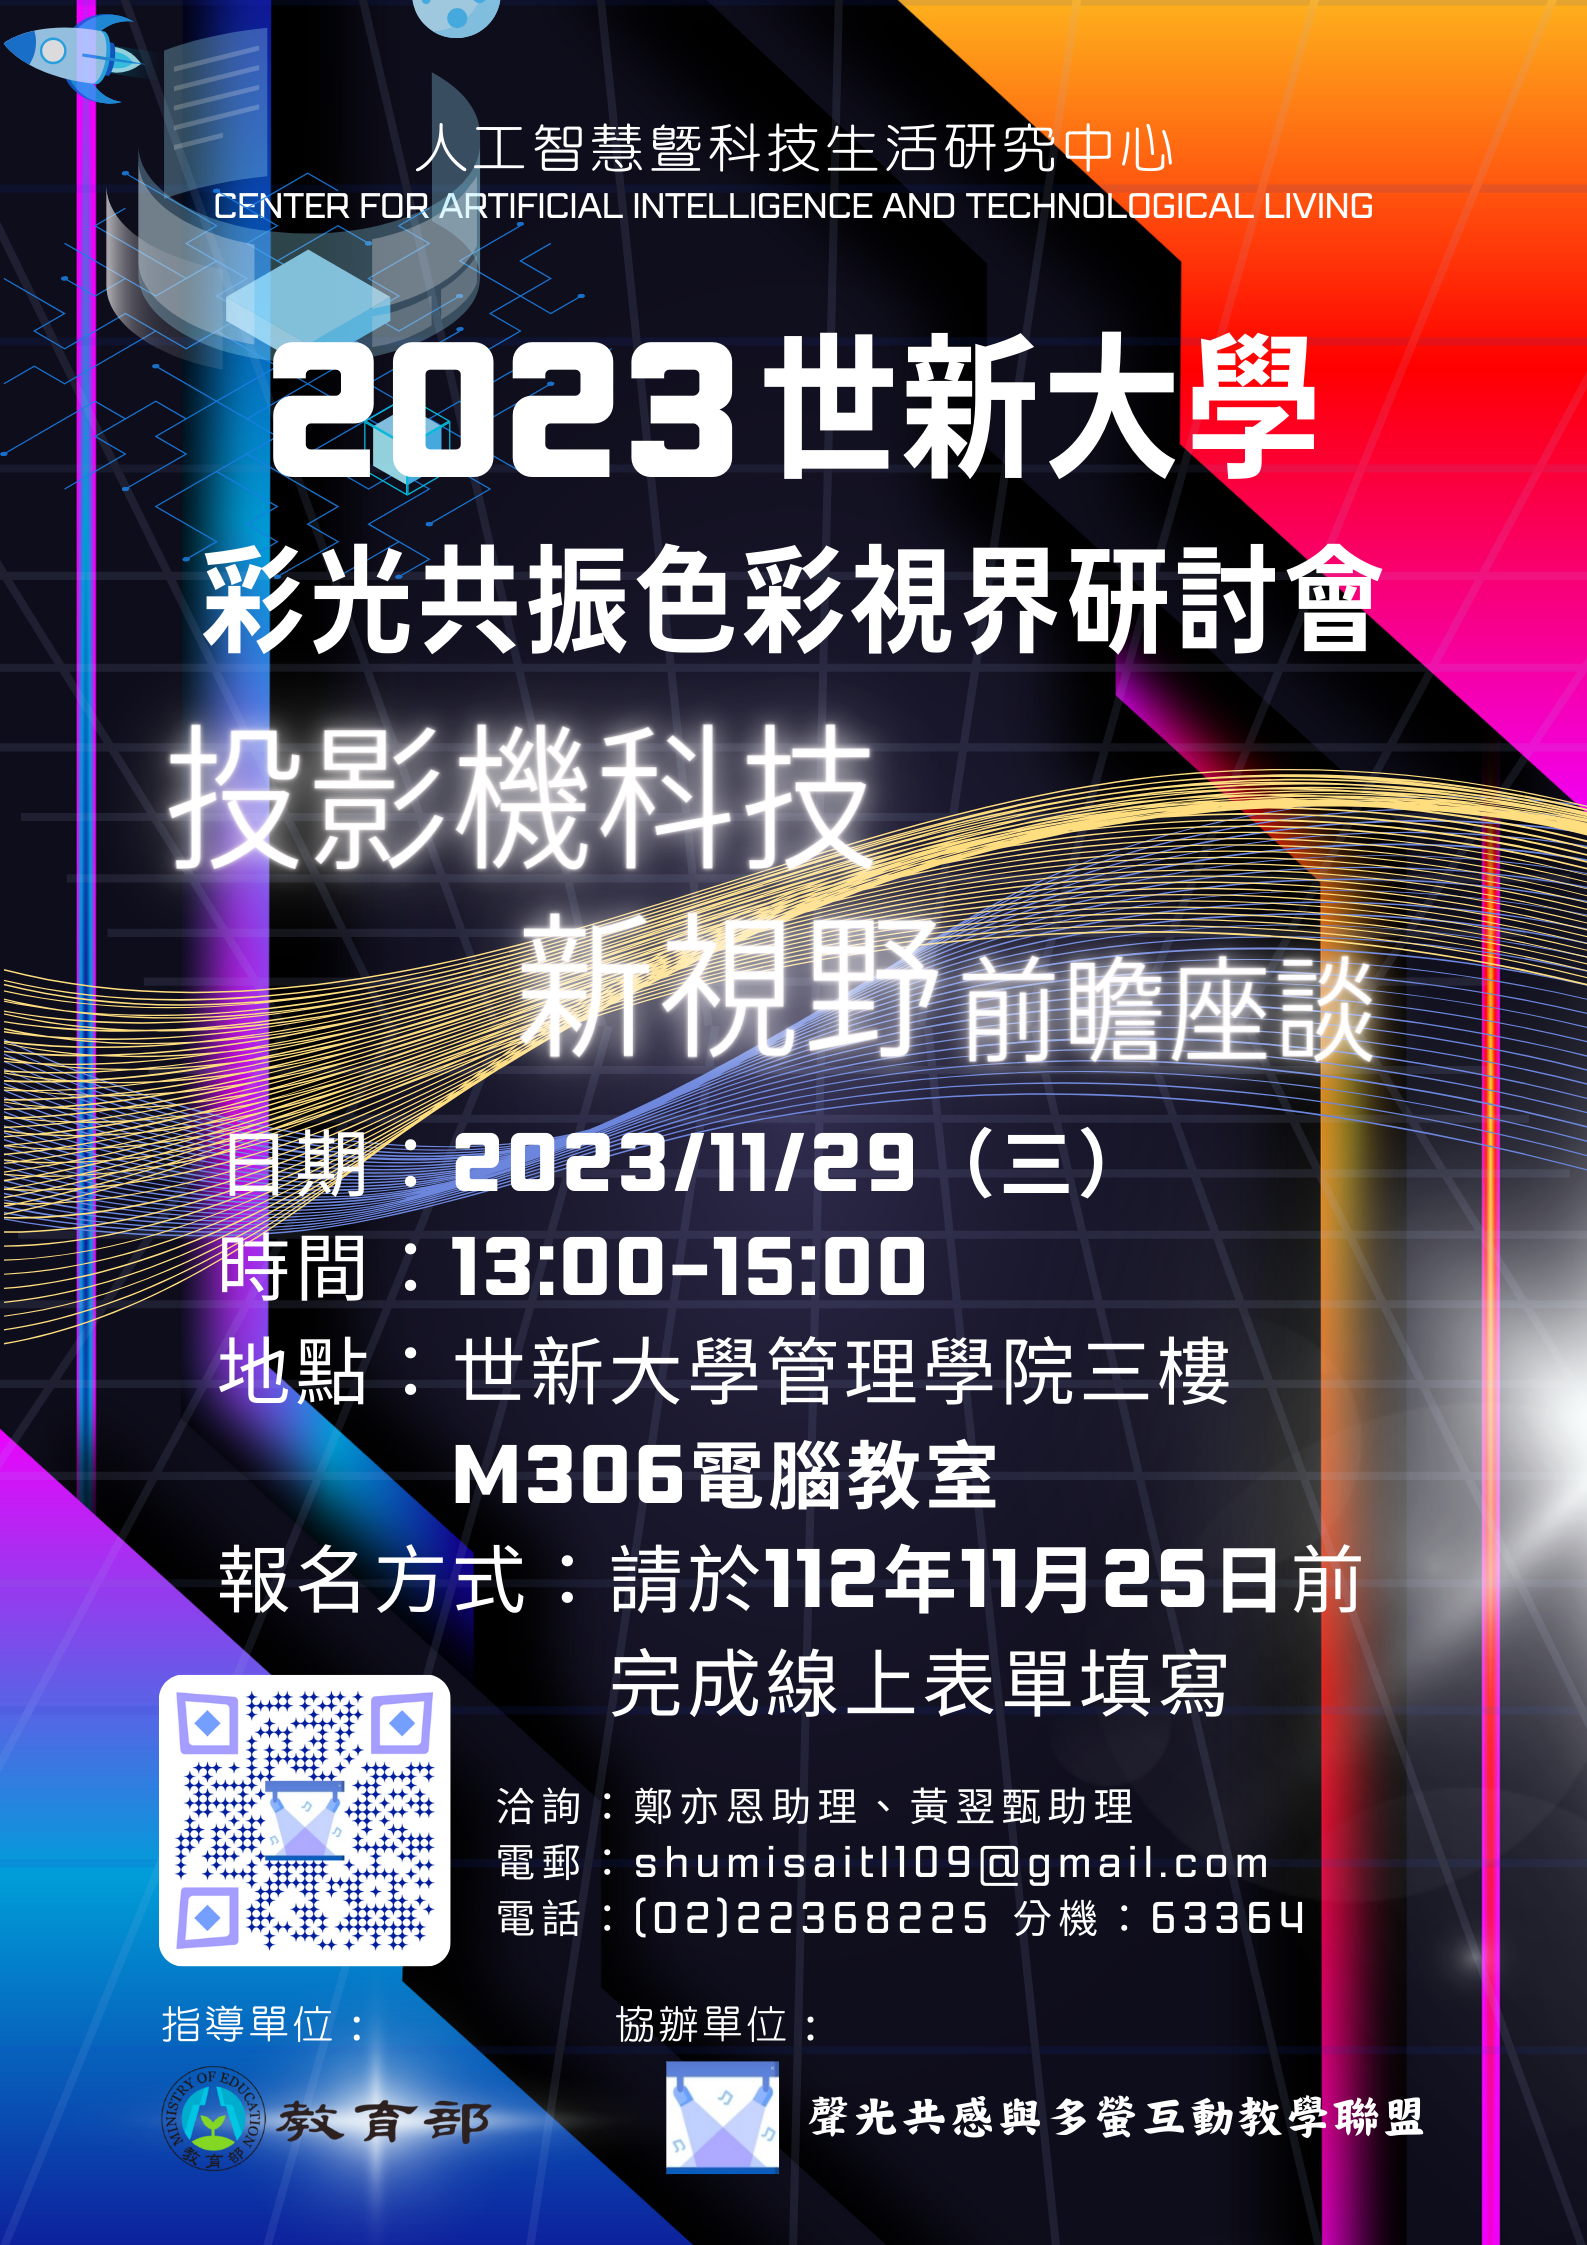 人工智慧暨科技生活研究中心
CENTER FOR ARTIFICIAL INTELLIGENCE AND TECHNOLOGICAL LIVING
2023世新大學
彩光共振色彩視界研討會
投影機科技
新視野前瞻座談
日期：2023/11/29（三）
時間：13:00-15:00
地點：世新大學管理學院三樓
M306電腦教室
報名方式：請於112年11月25日前
完成線上表單填寫
洽詢：鄭亦恩助理、黃翌甄助理
電郵：shumisaitl109@gmail.com
電話：(02)22368225 分機：63364
指導單位：
協辦單位：
MINISTRY OF EDUCATION
教育部
教育部
聲光共感與多螢互動教學聯盟